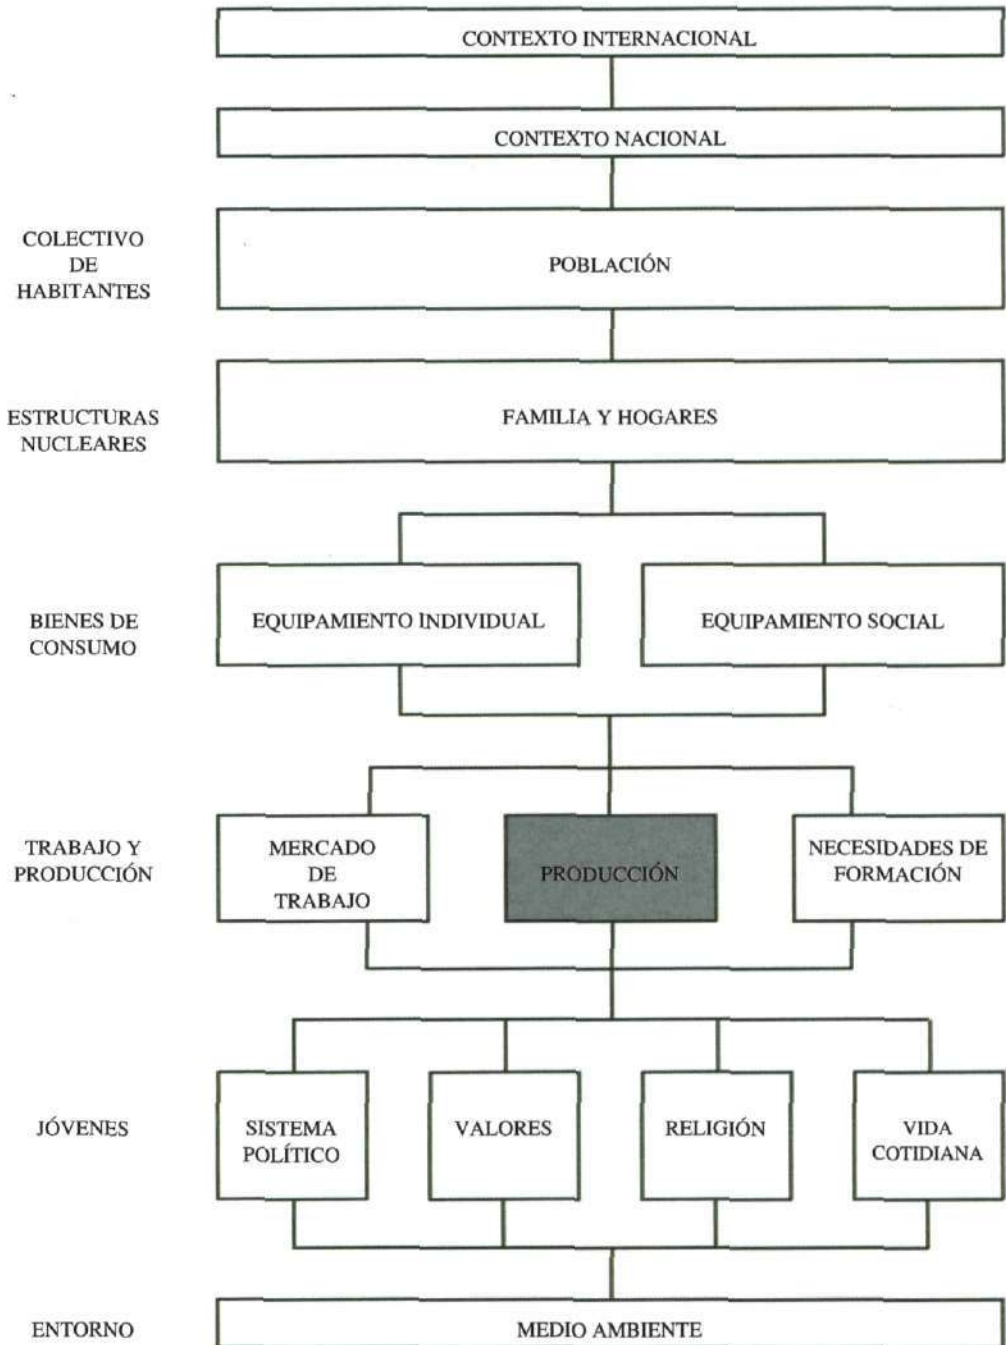 CONTEXTO INTERNACIONAL
CONTEXTO NACIONAL
COLECTIVO
DE
HABITANTES
POBLACIÓN
ESTRUCTURAS
NUCLEARES
FAMILIA Y HOGARES
BIENES DE
CONSUMO
EQUIPAMIENTO INDIVIDUAL
EQUIPAMIENTO SOCIAL
TRABAJO Y
PRODUCCIÓN
MERCADO
DE
TRABAJO
PRODUCCIÓN
NECESIDADES DE
FORMACIÓN
JÓVENES
SISTEMA
POLÍTICO
VALORES
RELIGIÓN
VIDA
COTIDIANA
ENTORNO
MEDIO AMBIENTE